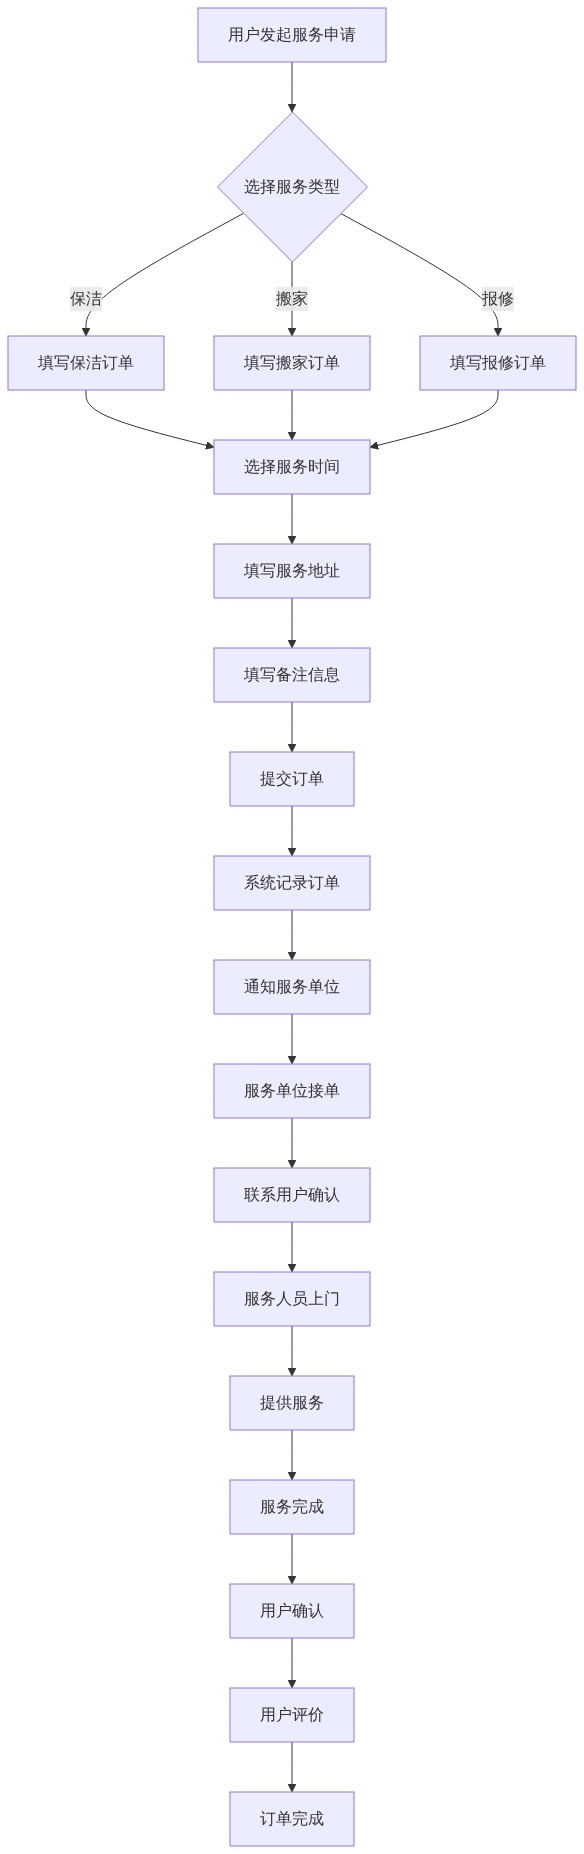 用户发起服务申请
选择服务类型
保洁
搬家
报修
填写保洁订单
填写搬家订单
填写报修订单
选择服务时间
填写服务地址
填写备注信息
提交订单
系统记录订单
通知服务单位
服务单位接单
联系用户确认
服务人员上门
提供服务
服务完成
用户确认
用户评价
订单完成